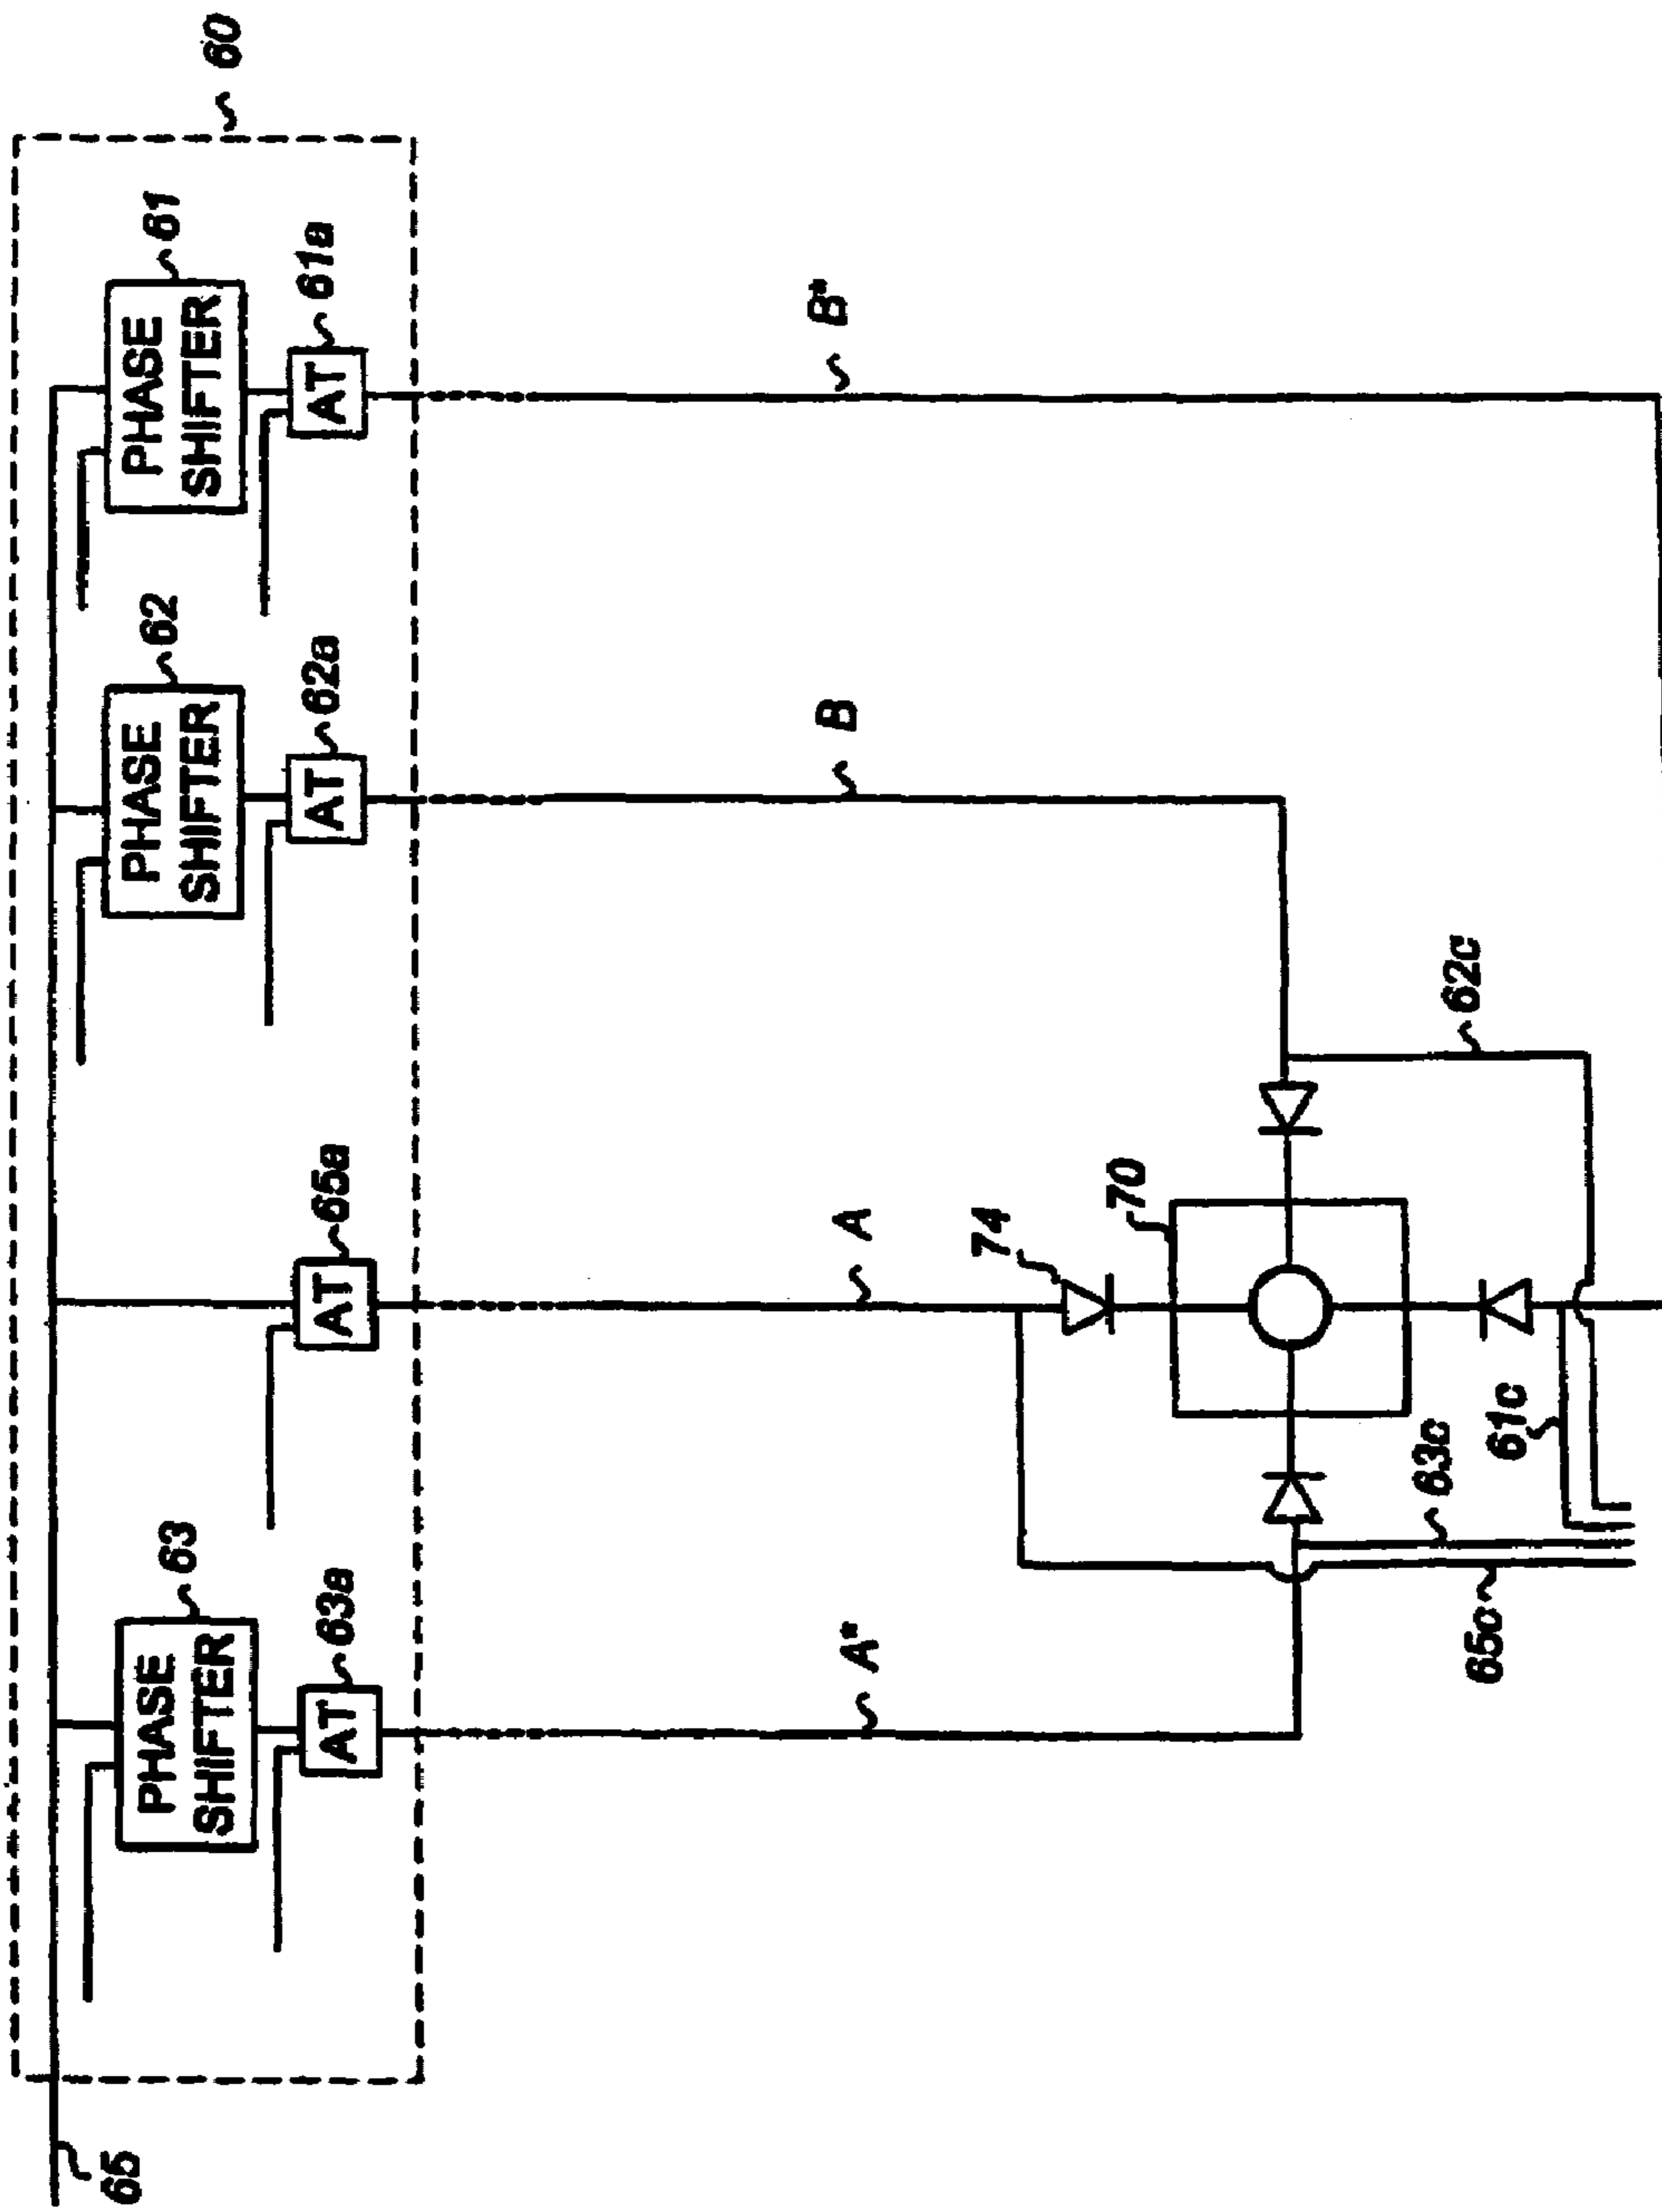 60
65
PHASE
SHIFTER
63
AT
63a
AT
65a
PHASE
SHIFTER
62
AT
62a
PHASE
SHIFTER
61
AT
61a
A*
A
B
B*
74
70
62c
63c
61c
65c